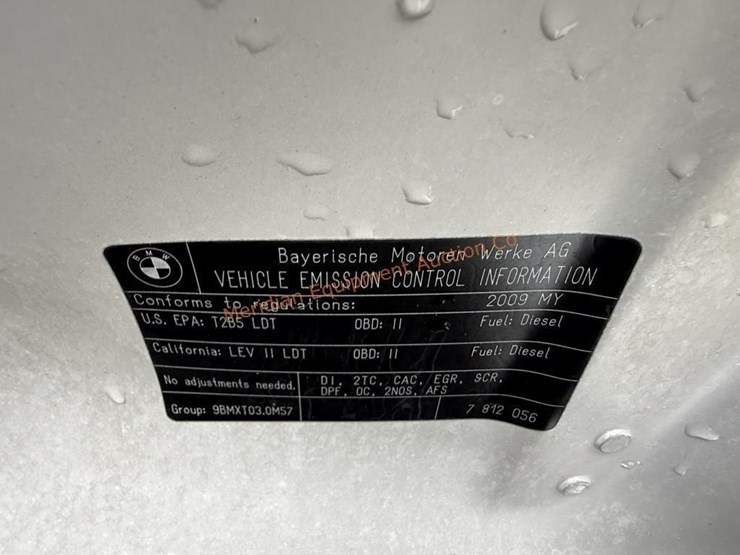 BMW
Bayerische Motoren Werke AG
VEHICLE EMISSION CONTROL INFORMATION
Conforms to regulations: 2009 MY
U.S. EPA: T2B5 LDT OBD: II Fuel: Diesel
California: LEV II LDT OBD: II Fuel: Diesel
No adjustments needed. DI, 2TC, CAC, EGR, SCR,
DPF, OC, 2NOS, AFS
Group: 9BMXT03.0M57 7 812 056
Meridian Equipment Auction Co